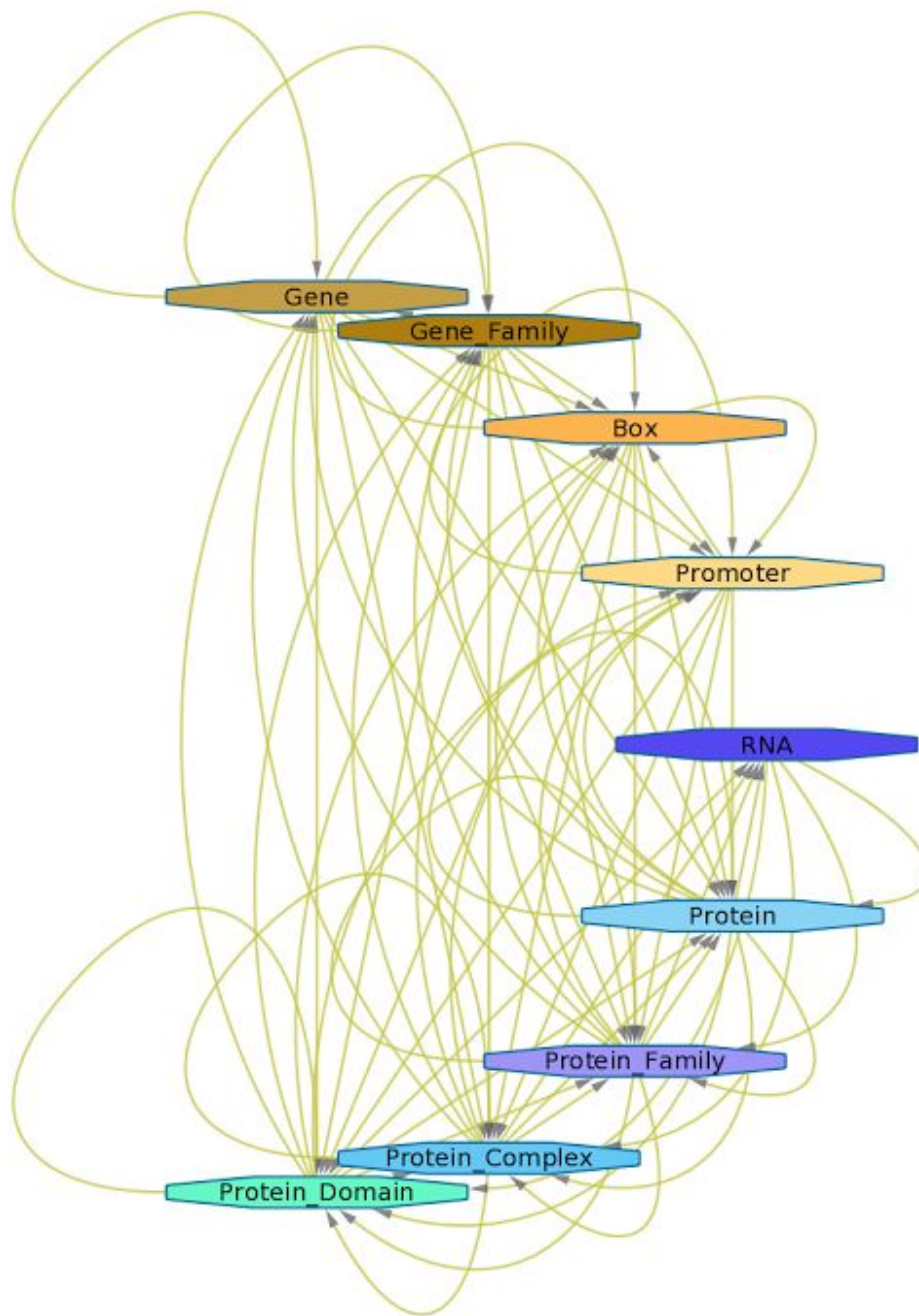 Gene
Gene_Family
Box
Promoter
RNA
Protein
Protein_Family
Protein_Complex
Protein_Domain